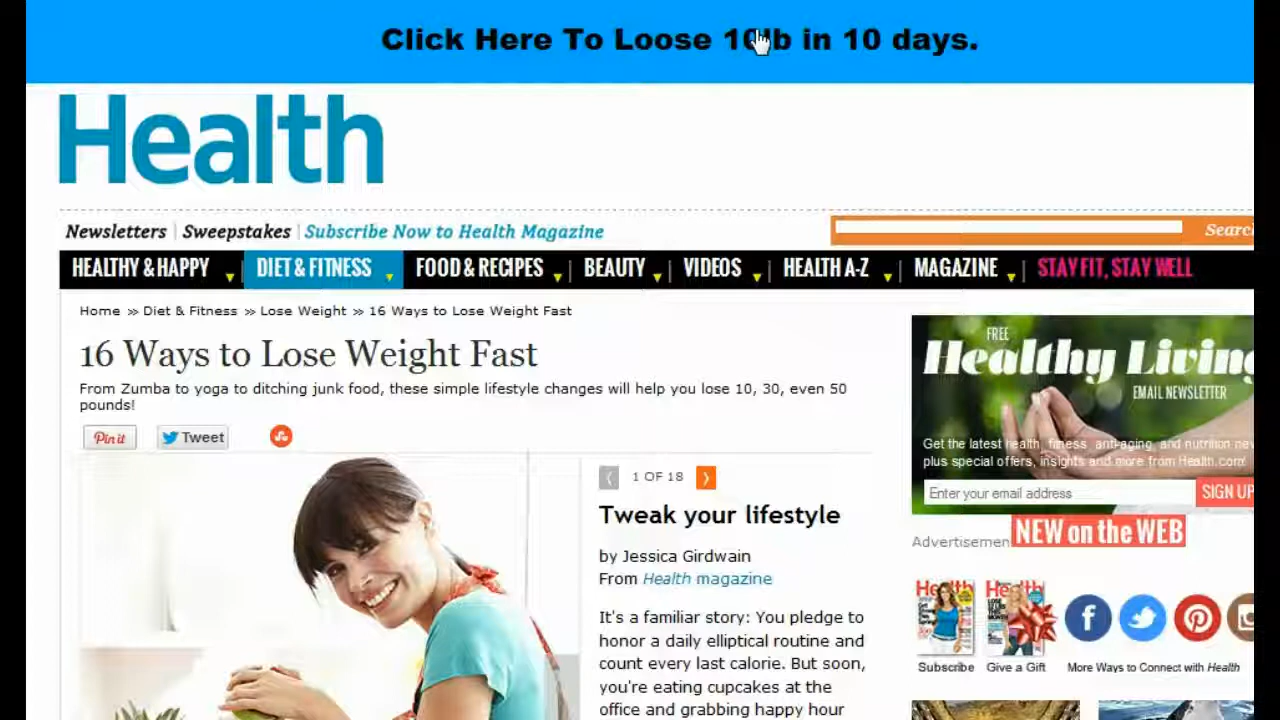 Click Here To Loose 10lb in 10 days.
Health
Newsletters | Sweepstakes | Subscribe Now to Health Magazine
Search
HEALTHY & HAPPY | DIET & FITNESS FOOD & RECIPES | BEAUTY | VIDEOS | HEALTH A-Z | MAGAZINE | STAY FIT, STAY WELL
Home » Diet & Fitness » Lose Weight » 16 Ways to Lose Weight Fast
16 Ways to Lose Weight Fast
From Zumba to yoga to ditching junk food, these simple lifestyle changes will help you lose 10, 30, even 50
pounds!
Pin it Tweet
1 OF 18
Tweak your lifestyle
by Jessica Girdwain
From Health magazine
It's a familiar story: You pledge to
honor a daily elliptical routine and
count every last calorie. But soon,
you're eating cupcakes at the
office and grabbing happy hour
FREE
Healthy Living
EMAIL NEWSLETTER
Get the latest health, fitness, anti-aging, and nutrition nev
plus special offers, insights and more from Health.com!
Enter your email address SIGN UP
Advertisemen NEW on the WEB
Health Health
Subscribe Give a Gift More Ways to Connect with Health